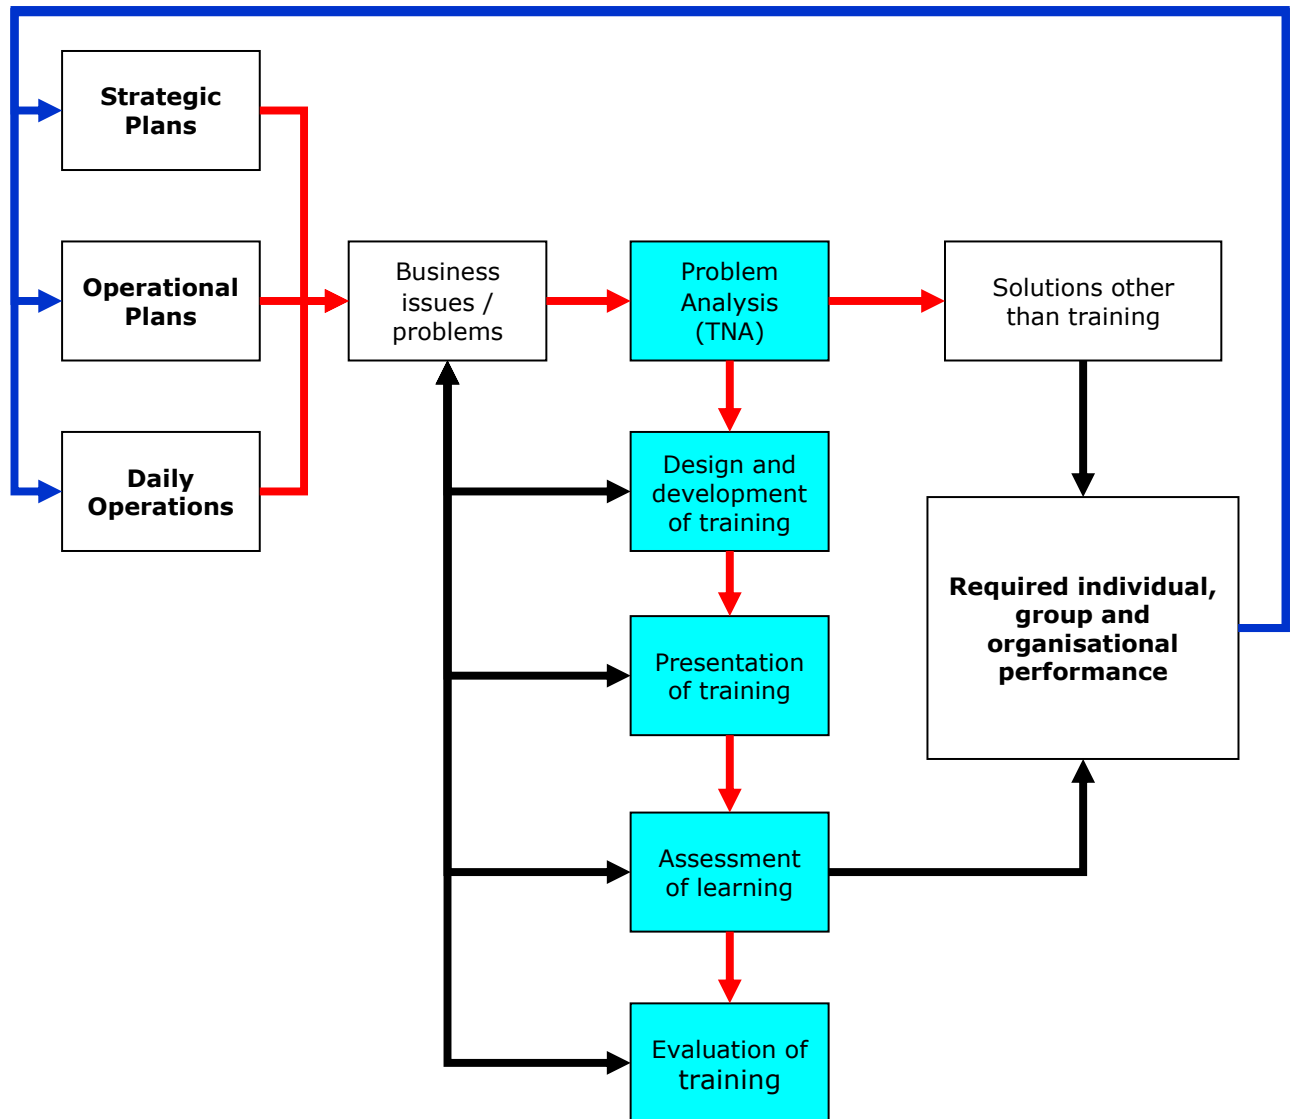 Strategic
Plans
Operational
Plans
Daily
Operations
Business
issues /
problems
Problem
Analysis
(TNA)
Solutions other
than training
Design and
development
of training
Presentation
of training
Assessment
of learning
Evaluation of
training
Required individual,
group and
organisational
performance